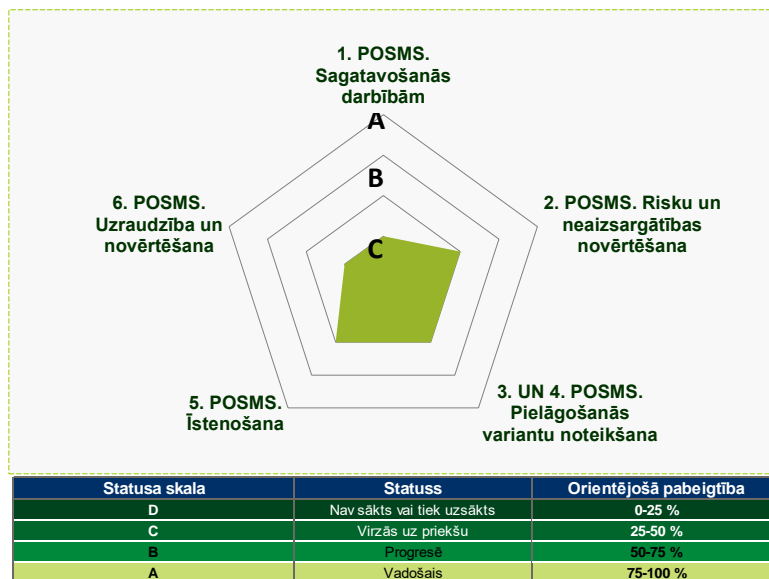 1. POSMS.
Sagatavošanās
darbībām
A
B
C
6. POSMS.
Uzraudzība un
novērtēšana
2. POSMS. Risku un
neaizsargātības
novērtēšana
5. POSMS.
Īstenošana
3. UN 4. POSMS.
Pielāgošanās
variantu noteikšana
Statusa skala Statuss Orientējošā pabeigtība
D Nav sākts vai tiek uzsākts 0-25 %
C Virzās uz priekšu 25-50 %
B Progresē 50-75 %
A Vadošais 75-100 %